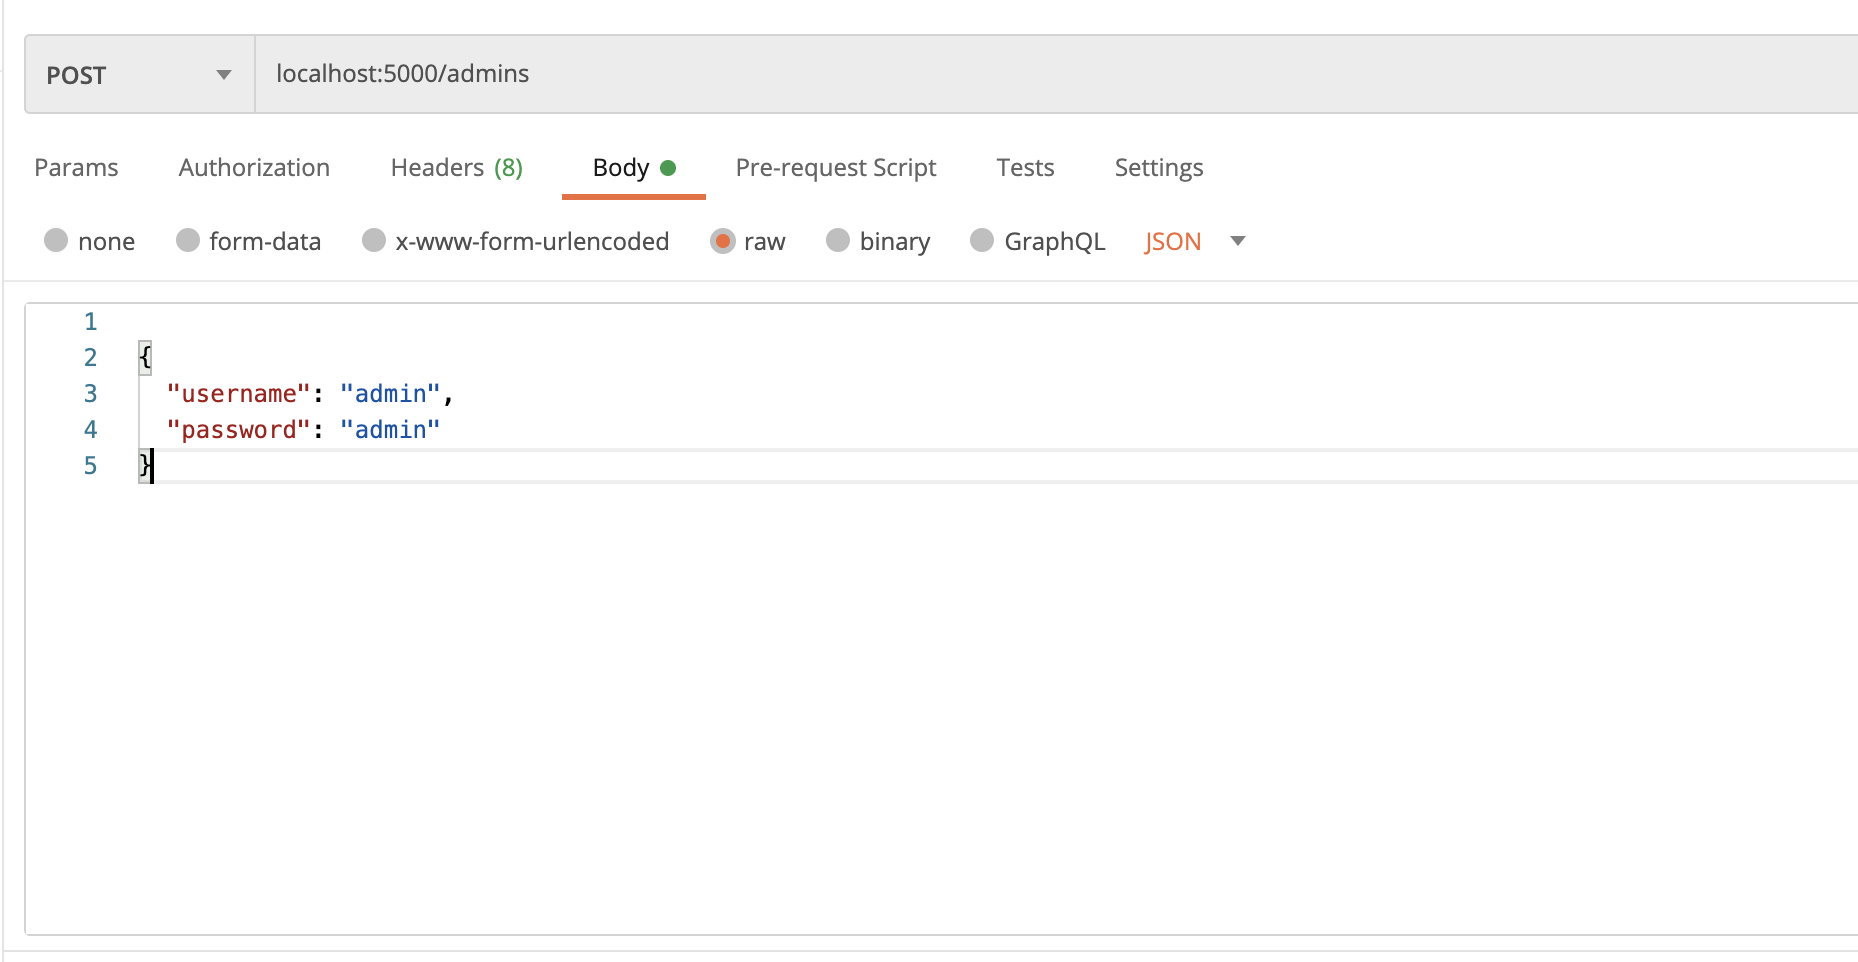 POST localhost:5000/admins
Params Authorization Headers (8) Body Pre-request Script Tests Settings
none form-data x-www-form-urlencoded raw binary GraphQL JSON
1
2 {
3 "username": "admin",
4 "password": "admin"
5 }